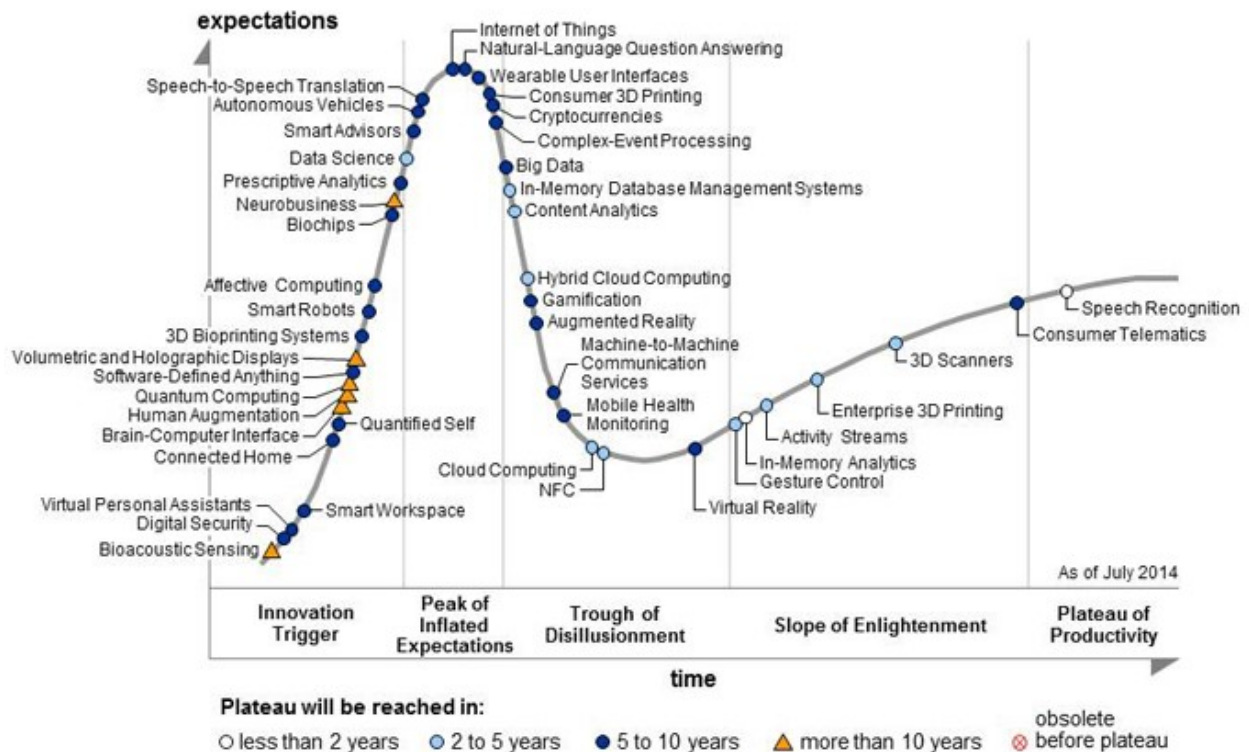 expectations
Internet of Things
Natural-Language Question Answering
Wearable User Interfaces
Consumer 3D Printing
Cryptocurrencies
Complex-Event Processing
Speech-to-Speech Translation
Autonomous Vehicles
Smart Advisors
Data Science
Prescriptive Analytics
Neurobusiness
Biochips
Big Data
In-Memory Database Management Systems
Content Analytics
Affective Computing
Smart Robots
3D Bioprinting Systems
Volumetric and Holographic Displays
Software-Defined Anything
Quantum Computing
Human Augmentation
Brain-Computer Interface
Connected Home
Quantified Self
Virtual Personal Assistants
Digital Security
Bioacoustic Sensing
Smart Workspace
Hybrid Cloud Computing
Gamification
Augmented Reality
Machine-to-Machine
Communication
Services
Mobile Health
Monitoring
Cloud Computing
NFC
Virtual Reality
Gesture Control
In-Memory Analytics
Activity Streams
Enterprise 3D Printing
3D Scanners
Consumer Telematics
Speech Recognition
As of July 2014
Innovation
Trigger
Peak of
Inflated
Expectations
Trough of
Disillusionment
Slope of Enlightenment
Plateau of
Productivity
time
Plateau will be reached in:
less than 2 years
2 to 5 years
5 to 10 years
more than 10 years
obsolete
before plateau